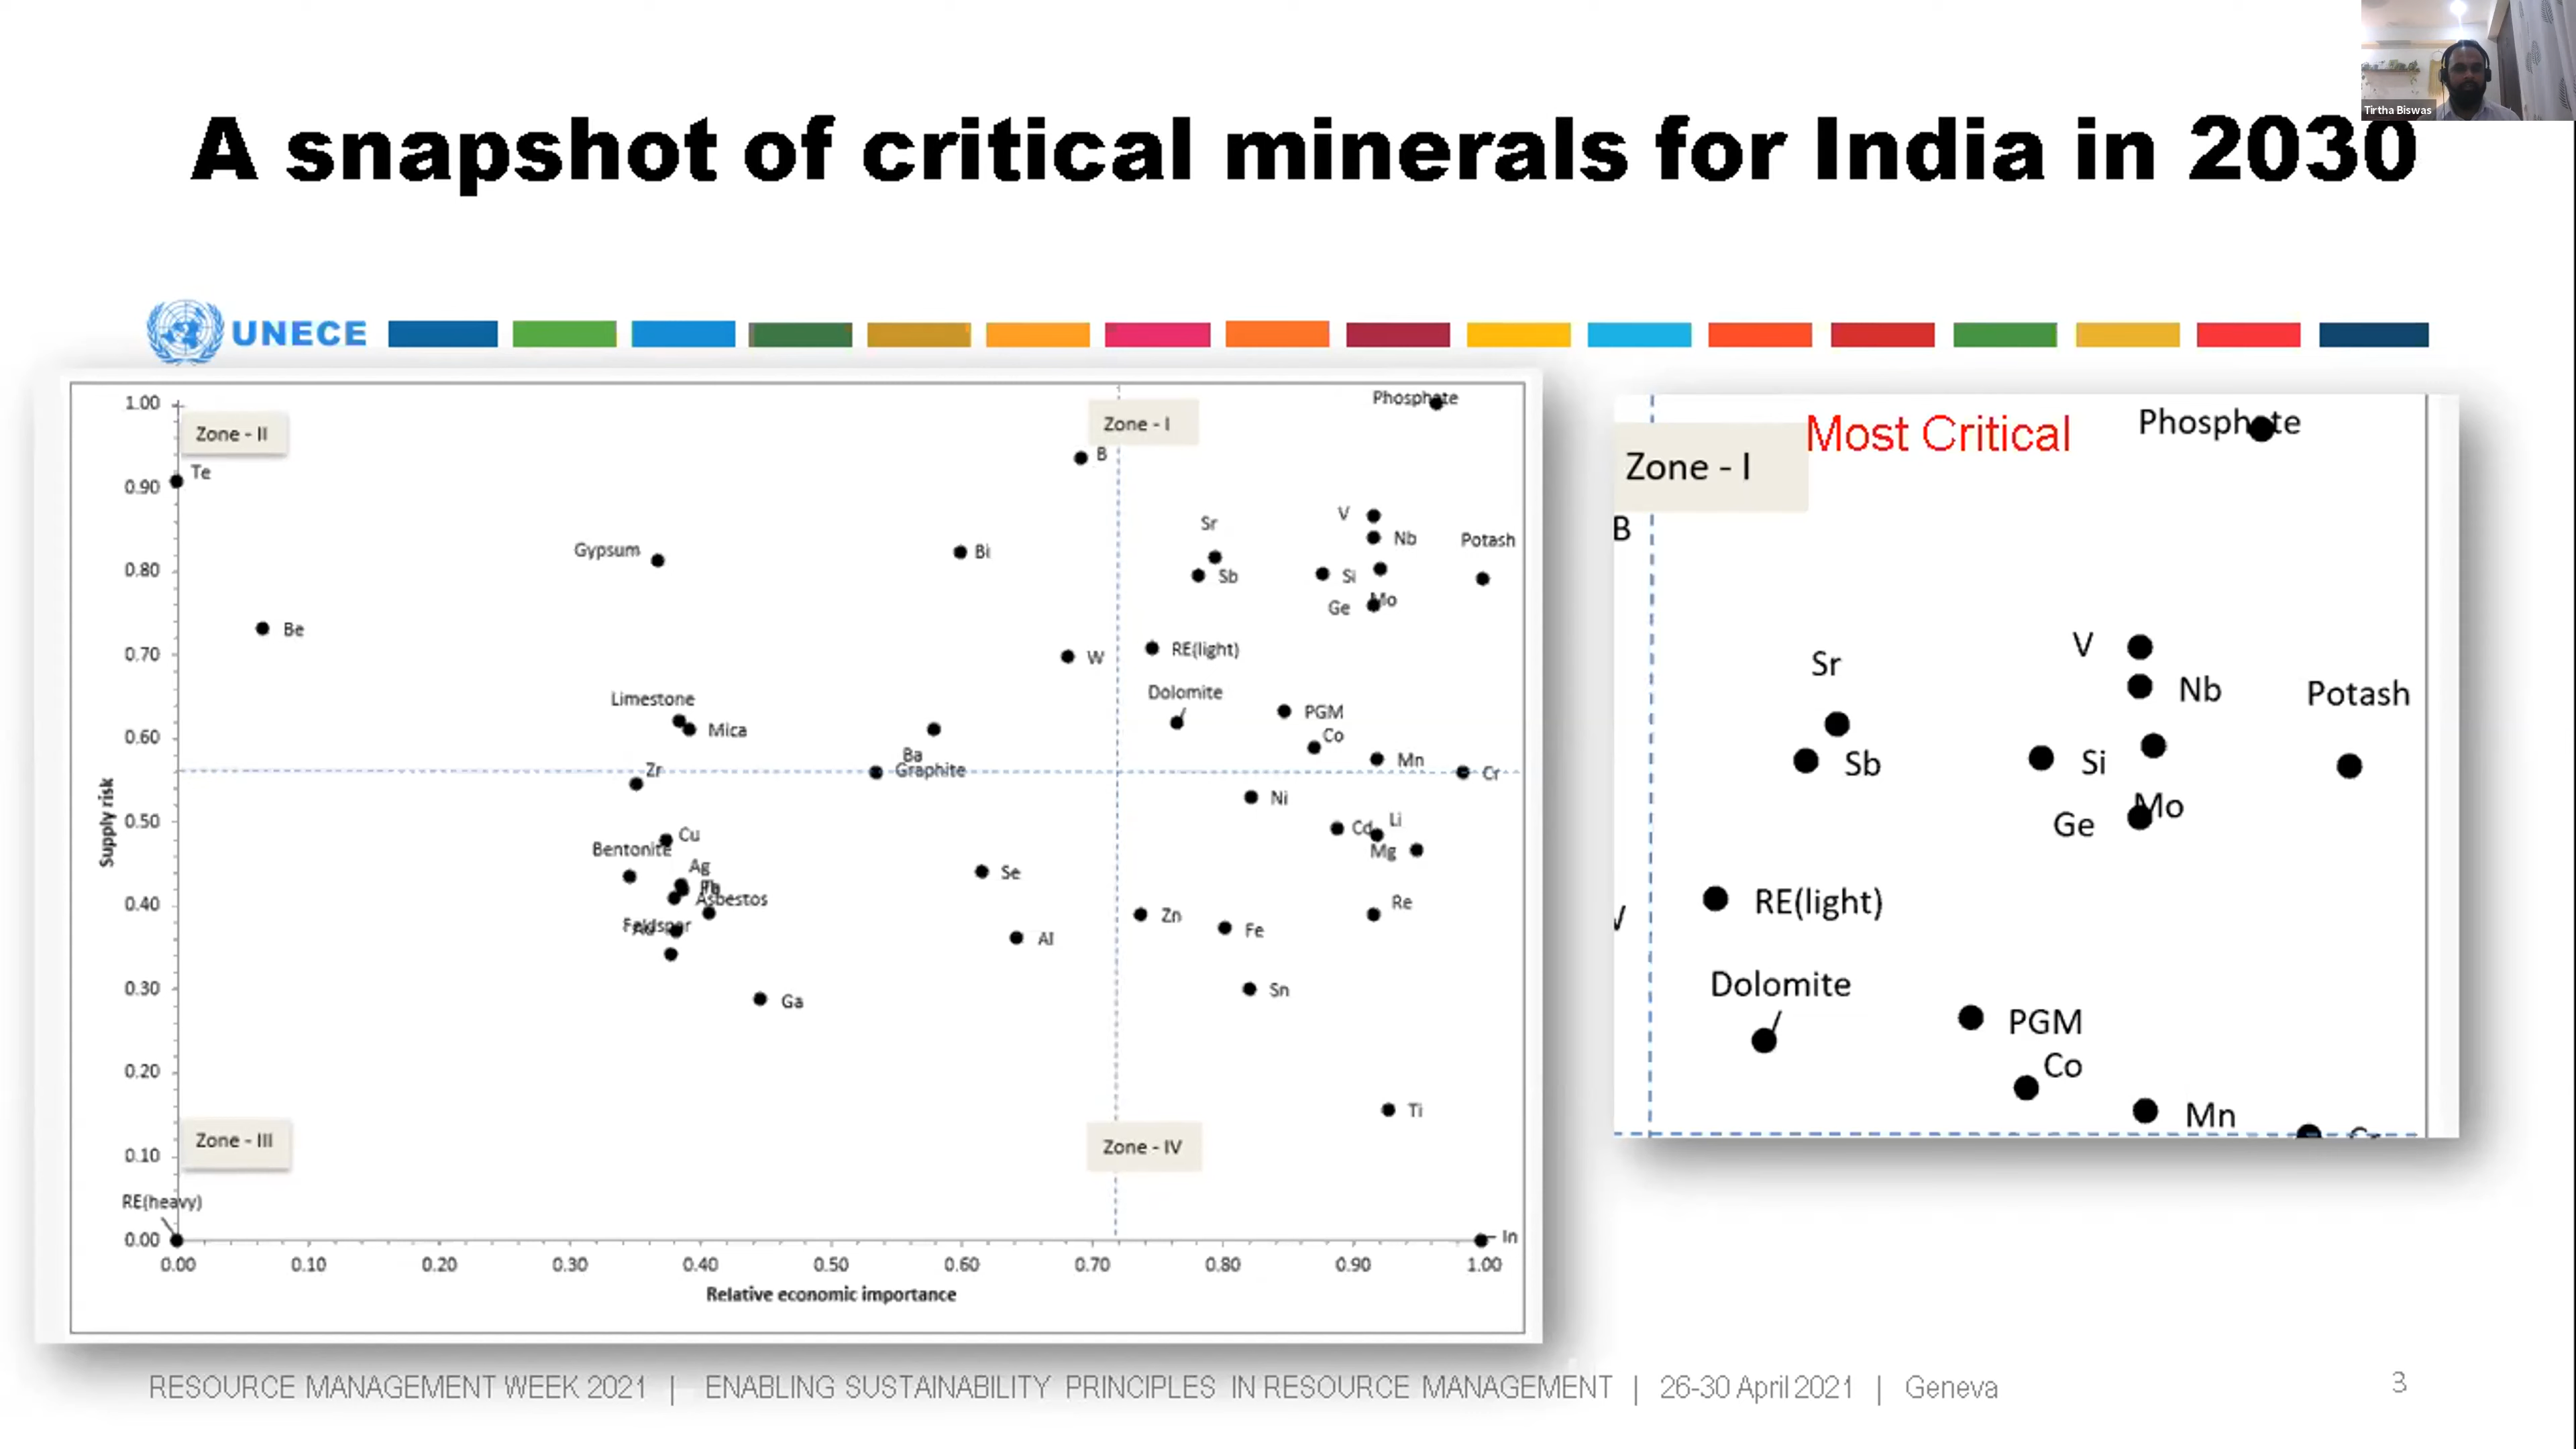 Tirtha Biswas
A snapshot of critical minerals for India in 2030
UNECE
1.00
0.90
0.80
0.70
0.60
0.50
0.40
0.30
0.20
0.10
0.00
Supply risk
Zone - II
Zone - I
Phosphate
Te
B
Gypsum
Bi
Sr
Sb
V
Nb
Si
Mo
Ge
Potash
Be
W
RE(light)
Limestone
Mica
Dolomite
PGM
Co
Ba
Zr
Graphite
Mn
Cr
Ni
Cu
Bentonite
Ag
Asbestos
Feldspar
Se
Al
Ga
Cd
Li
Mg
Zn
Fe
Re
Sn
Ti
Zone - III
Zone - IV
RE(heavy)
In
0.00 0.10 0.20 0.30 0.40 0.50 0.60 0.70 0.80 0.90 1.00
Relative economic importance
Most Critical
Phosphate
Zone - I
B
V
Sr
Nb
Potash
Sb
Si
Mo
Ge
RE(light)
Dolomite
PGM
Co
Mn
Cr
RESOURCE MANAGEMENT WEEK 2021 | ENABLING SUSTAINABILITY PRINCIPLES IN RESOURCE MANAGEMENT | 26-30 April 2021 | Geneva
3